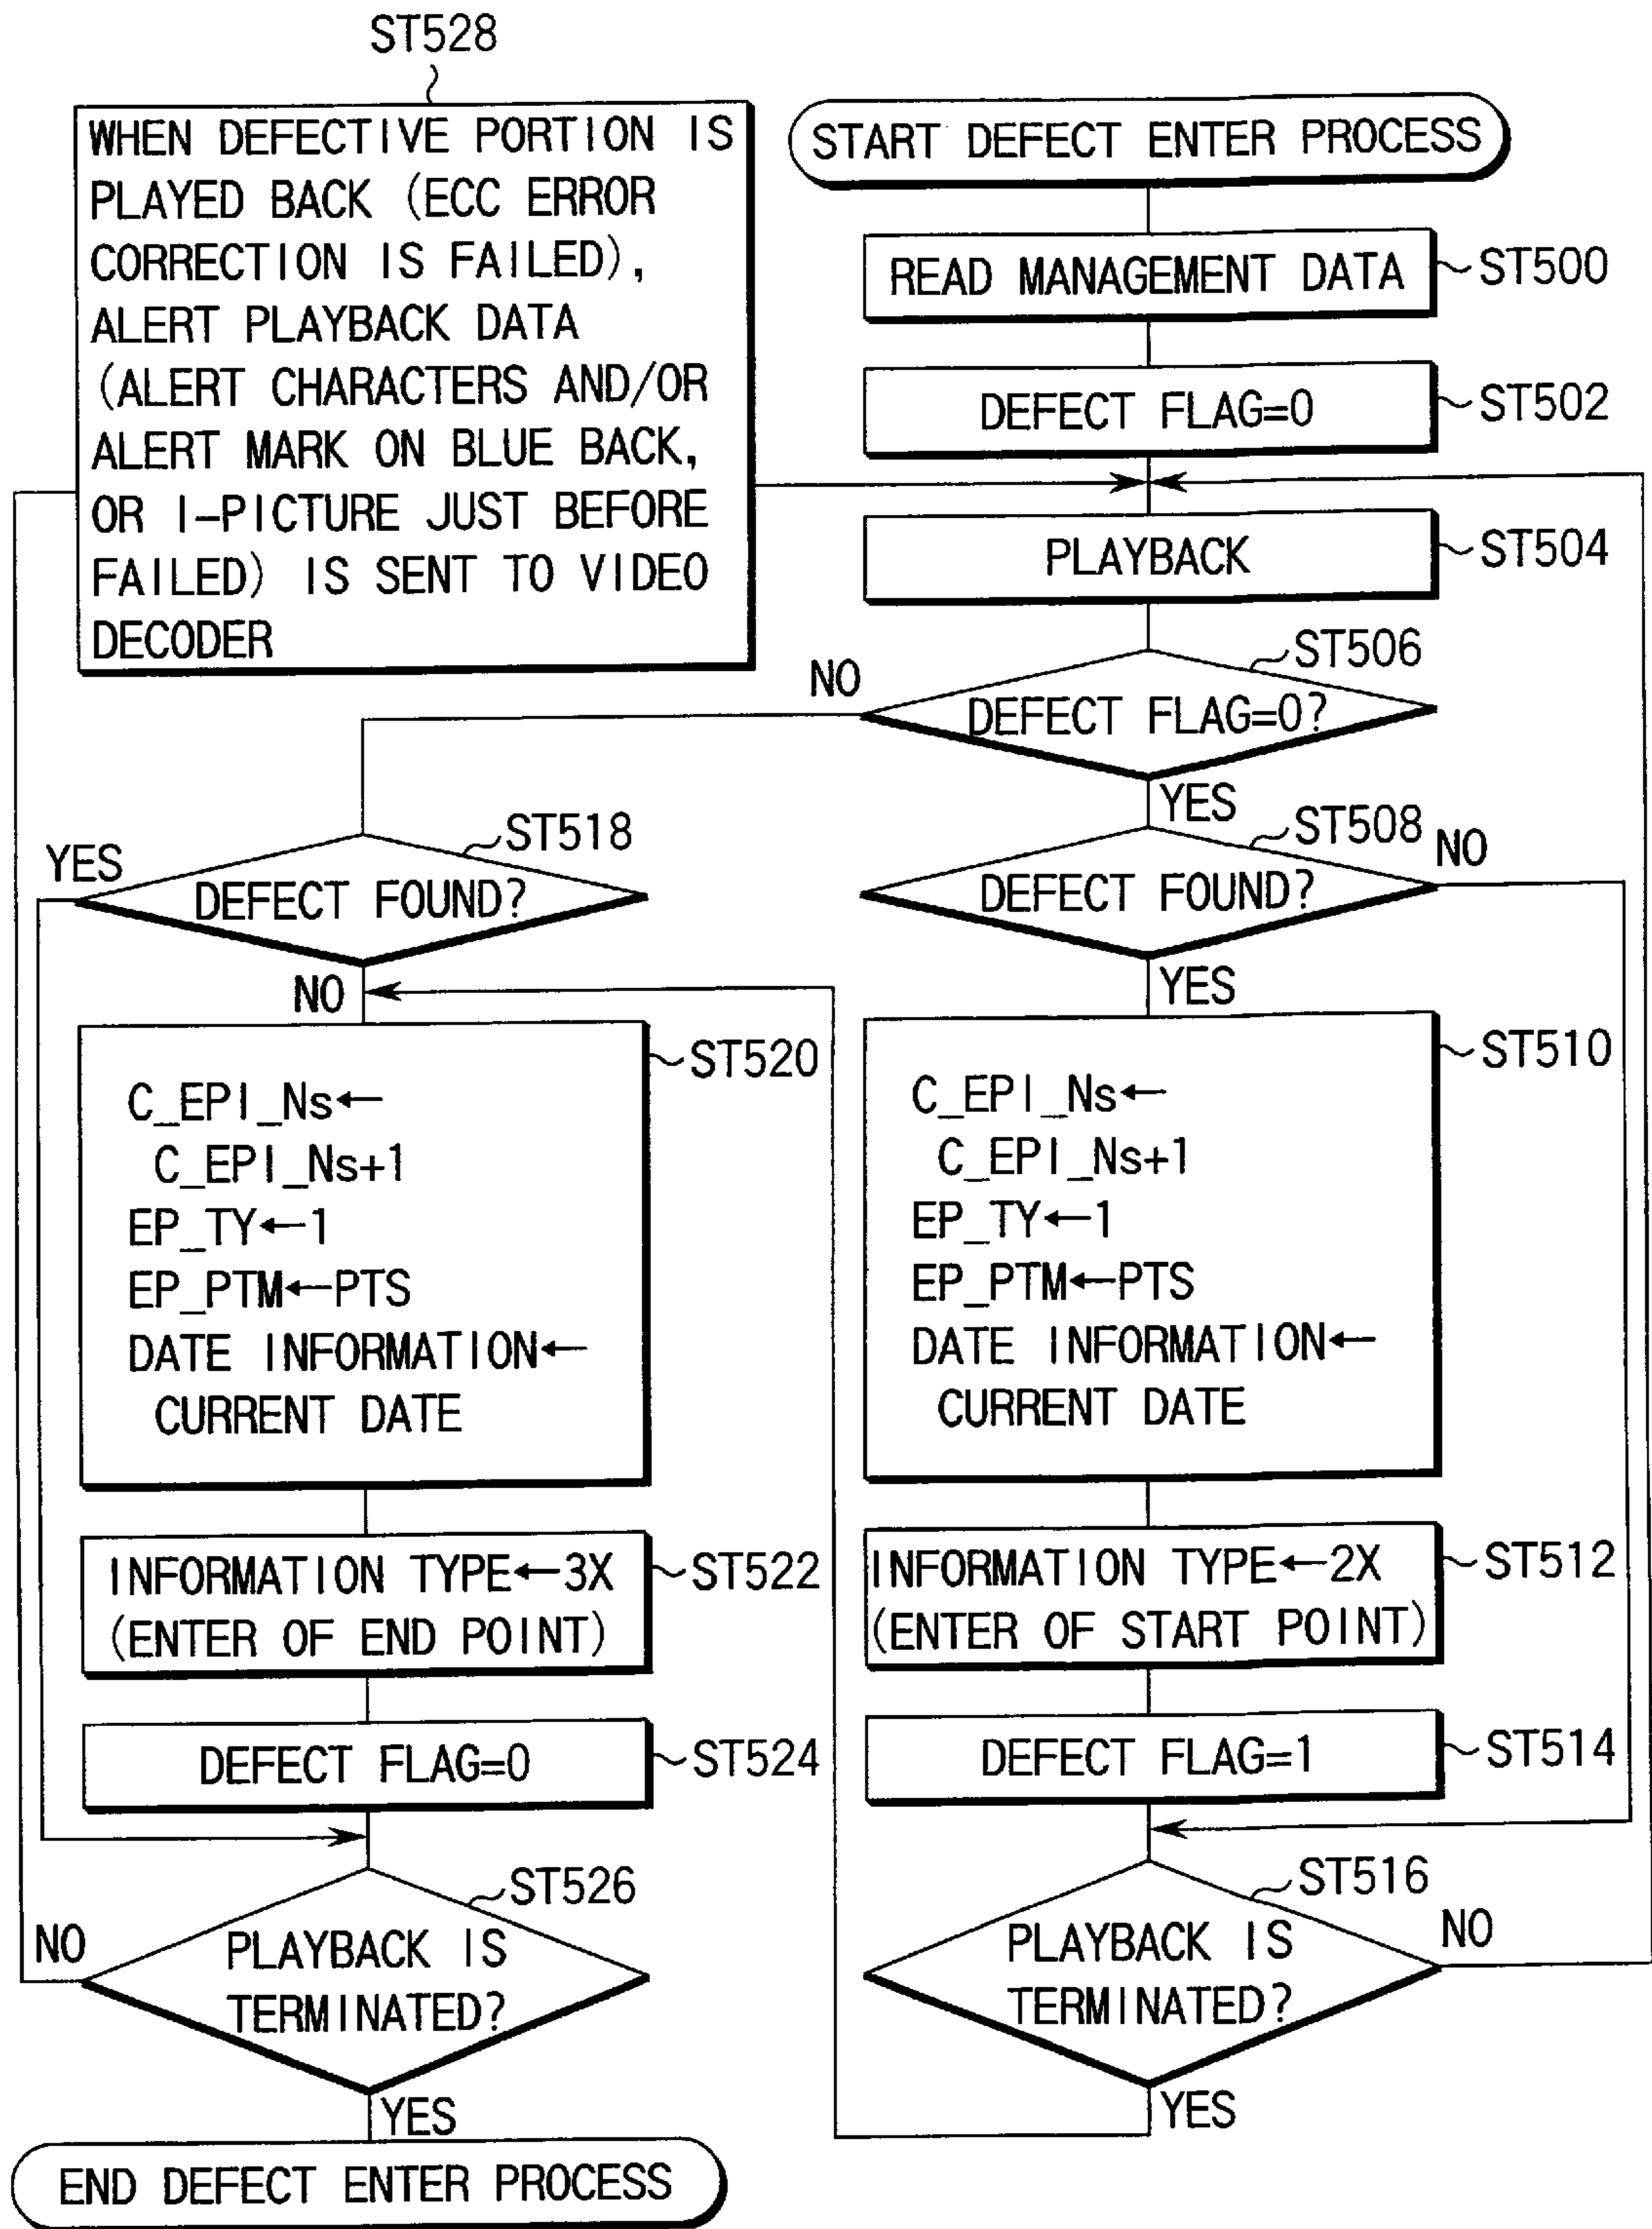 ST528
WHEN DEFECTIVE PORTION IS
PLAYED BACK (ECC ERROR
CORRECTION IS FAILED),
ALERT PLAYBACK DATA
(ALERT CHARACTERS AND/OR
ALERT MARK ON BLUE BACK,
OR I-PICTURE JUST BEFORE
FAILED) IS SENT TO VIDEO
DECODER
START DEFECT ENTER PROCESS
READ MANAGEMENT DATA
ST500
DEFECT FLAG=0
ST502
PLAYBACK
ST504
ST506
NO
DEFECT FLAG=0?
YES
ST518
YES
DEFECT FOUND?
NO
ST508
NO
DEFECT FOUND?
YES
ST520
C_EPI_Ns←
C_EPI_Ns+1
EP_TY←1
EP_PTM←PTS
DATE INFORMATION←
CURRENT DATE
ST510
C_EPI_Ns←
C_EPI_Ns+1
EP_TY←1
EP_PTM←PTS
DATE INFORMATION←
CURRENT DATE
INFORMATION TYPE←3X
(ENTER OF END POINT)
ST522
INFORMATION TYPE←2X
(ENTER OF START POINT)
ST512
DEFECT FLAG=0
ST524
DEFECT FLAG=1
ST514
ST526
NO
PLAYBACK IS
TERMINATED?
YES
ST516
NO
PLAYBACK IS
TERMINATED?
YES
END DEFECT ENTER PROCESS